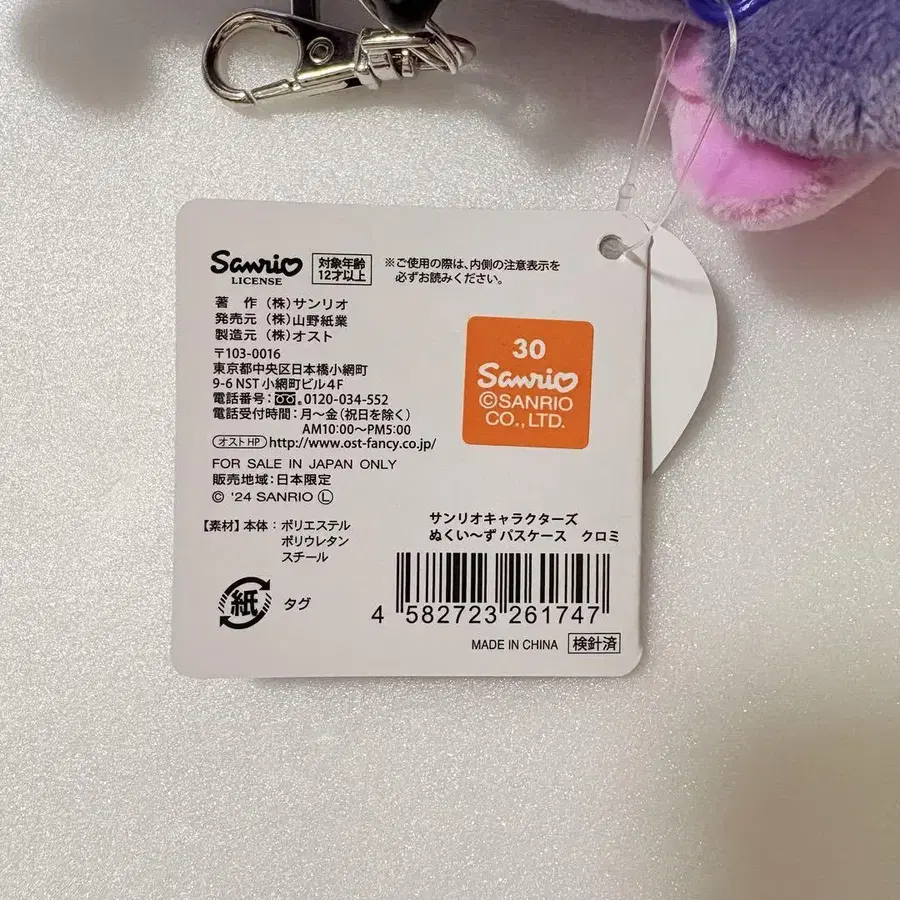 Sanrio
LICENSE
対象年齢
12才以上
※ご使用の際は、内側の注意表示を
必ずお読みください。
著　作（株）サンリオ
発売元（株）山野紙業
製造元（株）オスト
〒103-0016
東京都中央区日本橋小網町
9-6 NST小網町ビル4F
電話番号：0120-034-552
電話受付時間：月〜金（祝日を除く）
AM10:00〜PM5:00
オストHP http://www.ost-fancy.co.jp/
FOR SALE IN JAPAN ONLY
販売地域：日本限定
© '24 SANRIO Ⓛ
30
Sanrio
©SANRIO
CO.,LTD.
【素材】本体：ポリエステル
ポリウレタン
スチール
紙 タグ
サンリオキャラクターズ
ぬくい〜ず パスケース　クロミ
4 582723 261747
MADE IN CHINA 検針済